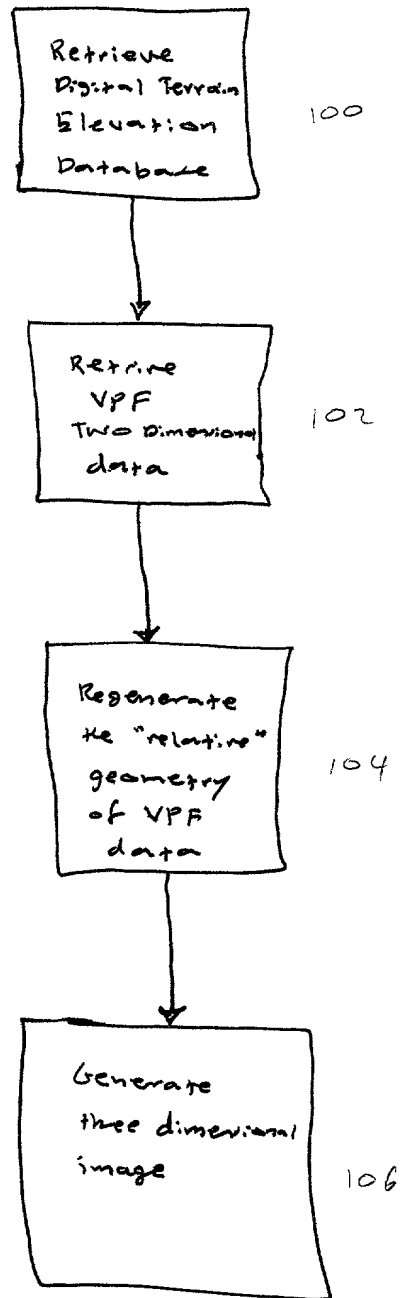 Retrieve
Digital Terrain
Elevation
Database
100
Retrive
VPF
Two Dimensional
data
102
Regenerate
the "relative"
geometry
of VPF
data
104
Generate
three dimensional
image
106